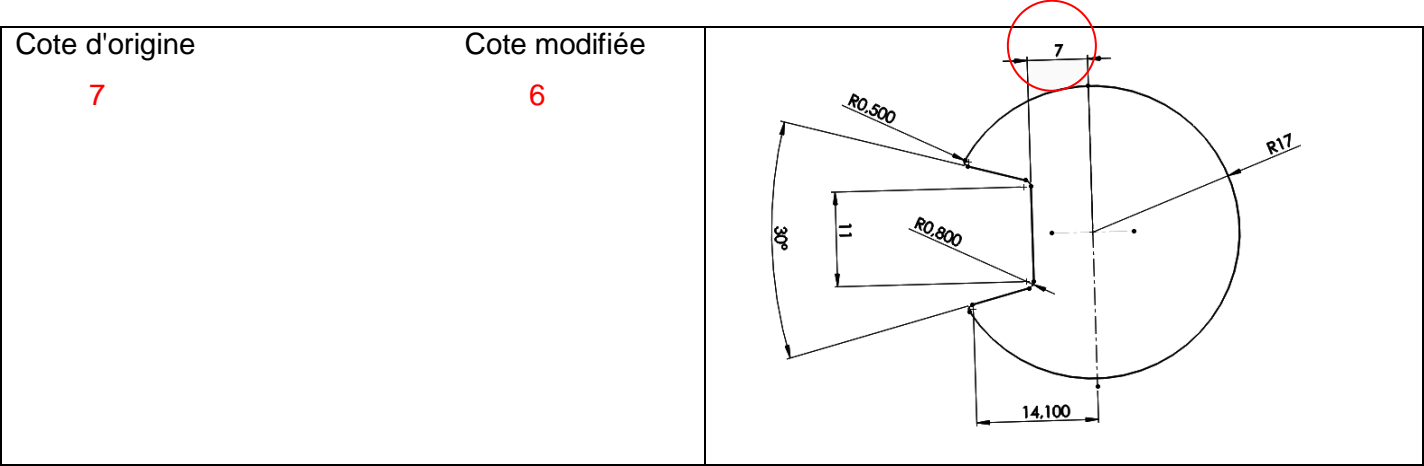 Cote d'origine
Cote modifiée
7
6
7
R0,500
R17
30°
11
R0,800
14,100